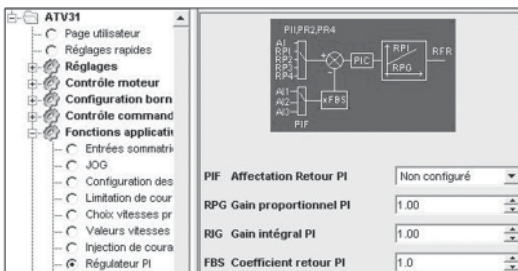 ATV31
Page utilisateur
Réglages rapides
Réglages
Contrôle moteur
Configuration born
Contrôle command
Fonctions applicati
Entrées sommatri
JOG
Configuration des
Limitation de cour
Choix vitesses pr
Valeurs vitesses
Injection de coura
Régulateur PI
PII,PR2,PR4
AI
RPI
RP2
RP3
RP4
AI1
AI2
AI3
PIF
xFBS
PIC
RPI
RPG
RFR
PIF Affectation Retour PI Non configuré
RPG Gain proportionnel PI 1.00
RIG Gain intégral PI 1.00
FBS Coefficient retour PI 1.0